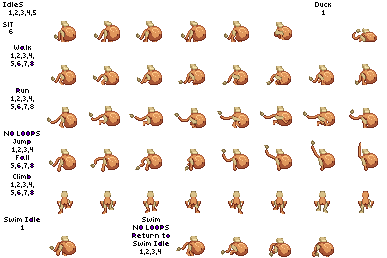 IdleS
1,2,3,4,5
Duck
1
SIT
6
Walk
1,2,3,4,
5,6,7,8
Run
1,2,3,4,
5,6,7,8
NO LOOPS
Jump
1,2,3,4
Fall
5,6,7,8
Climb
1,2,3,4,
5,6,7,8
Swim Idle
1
Swim
NO LOOPS
Return to
Swim Idle
1,2,3,4